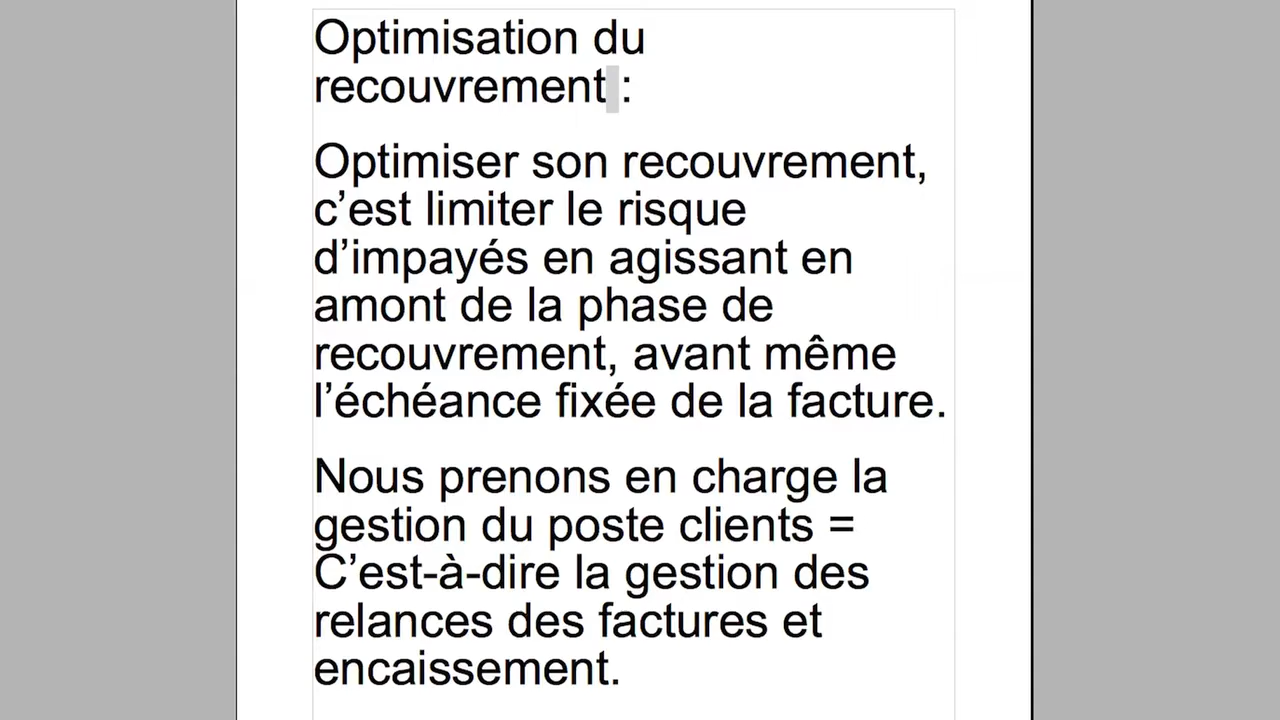 Optimisation du
recouvrement :
Optimiser son recouvrement,
c’est limiter le risque
d’impayés en agissant en
amont de la phase de
recouvrement, avant même
l’échéance fixée de la facture.
Nous prenons en charge la
gestion du poste clients =
C’est-à-dire la gestion des
relances des factures et
encaissement.